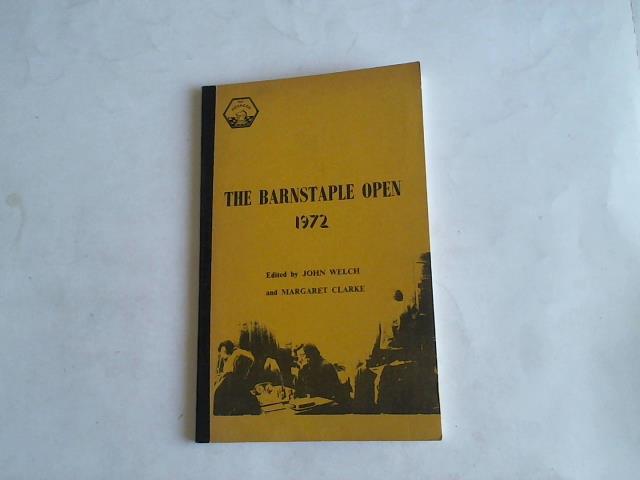 THE BARNSTAPLE OPEN
1972
Edited by JOHN WELCH
and MARGARET CLARKE